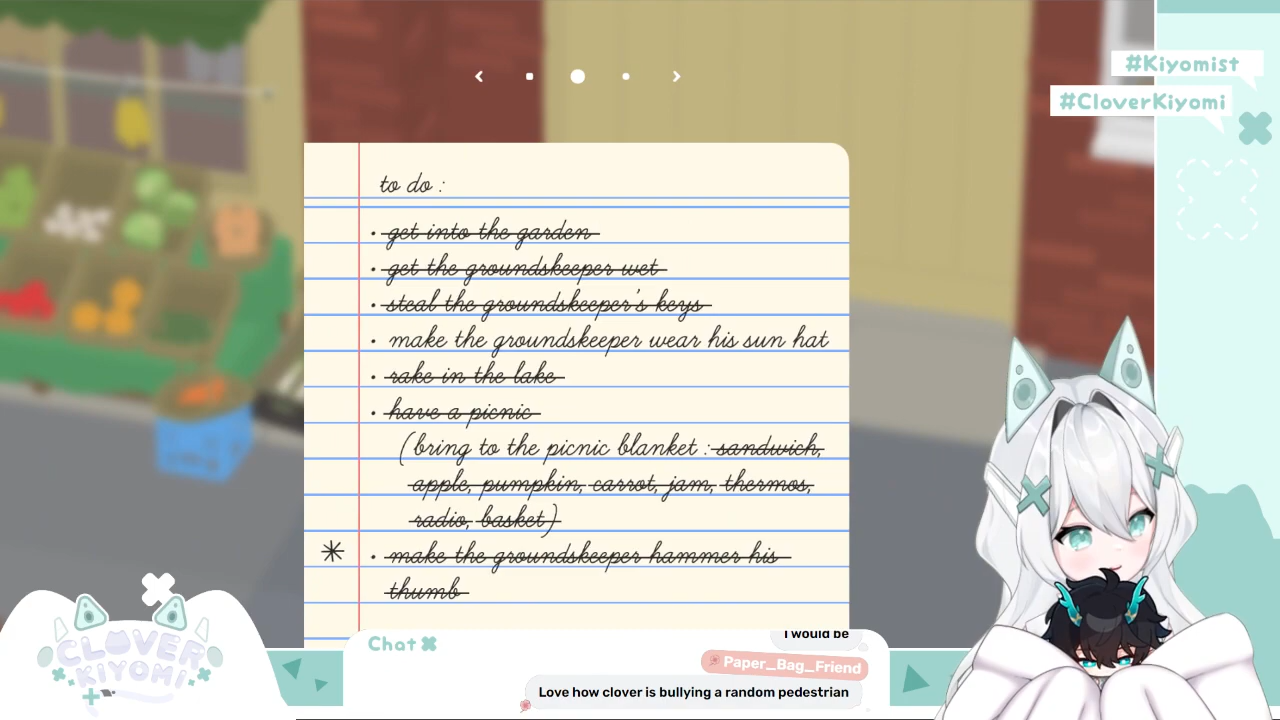 #Kiyomist
#CloverKiyomi
to do :
• get into the garden
• get the groundskeeper wet
• steal the groundskeeper's keys
• make the groundskeeper wear his sun hat
• rake in the lake
• have a picnic
(bring to the picnic blanket : sandwich,
apple, pumpkin, carrot, jam, thermos,
radio, basket)
• make the groundskeeper hammer his
thumb
CLOVER
KIYOMI
Chat
I would be
Paper_Bag_Friend
Love how clover is bullying a random pedestrian